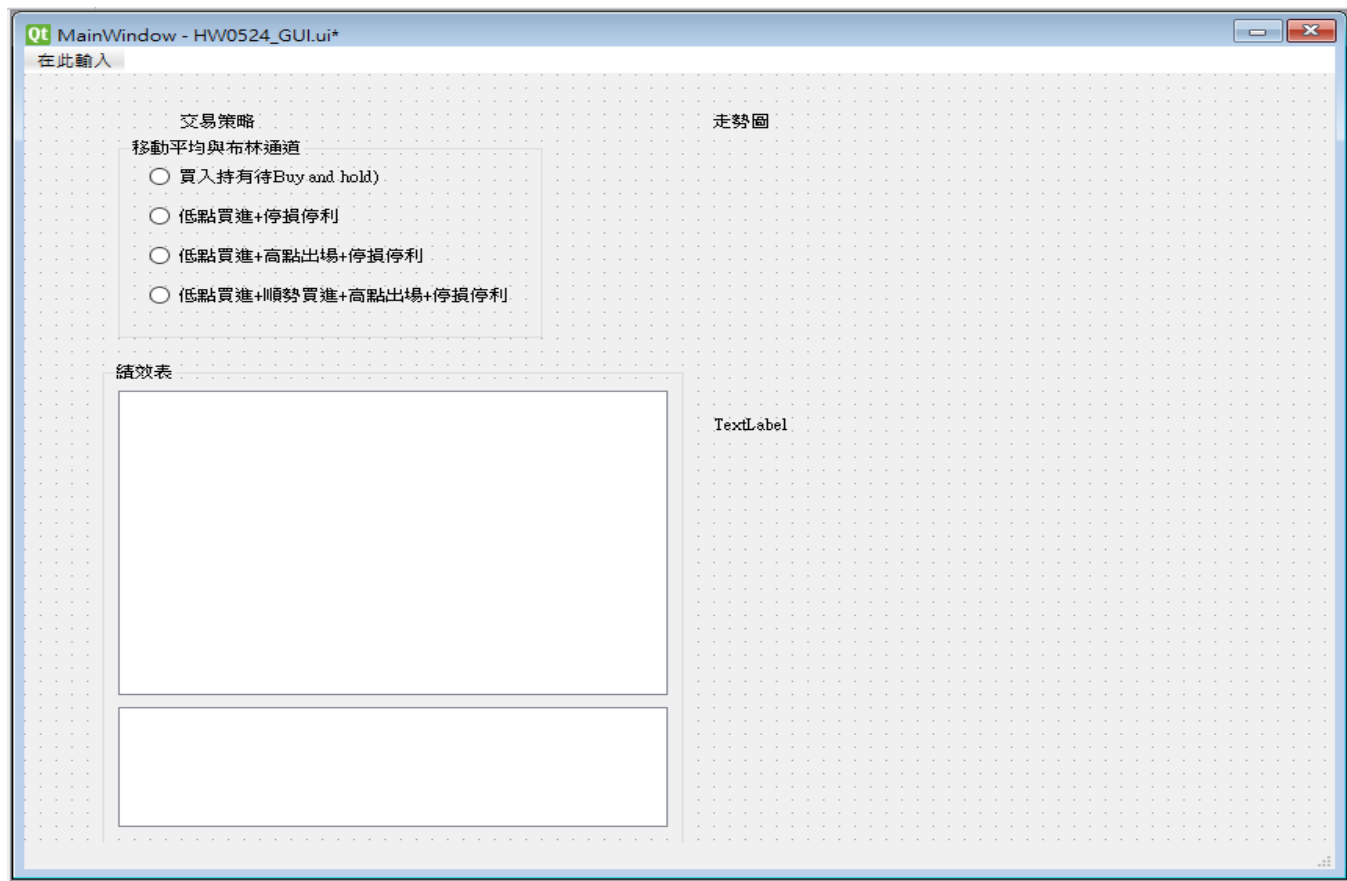 Qt MainWindow - HW0524_GUI.ui*
在此輸入
交易策略
走勢圖
移動平均與布林通道
買入持有待Buy and hold)
低點買進+停損停利
低點買進+高點出場+停損停利
低點買進+順勢買進+高點出場+停損停利
績效表
TextLabel